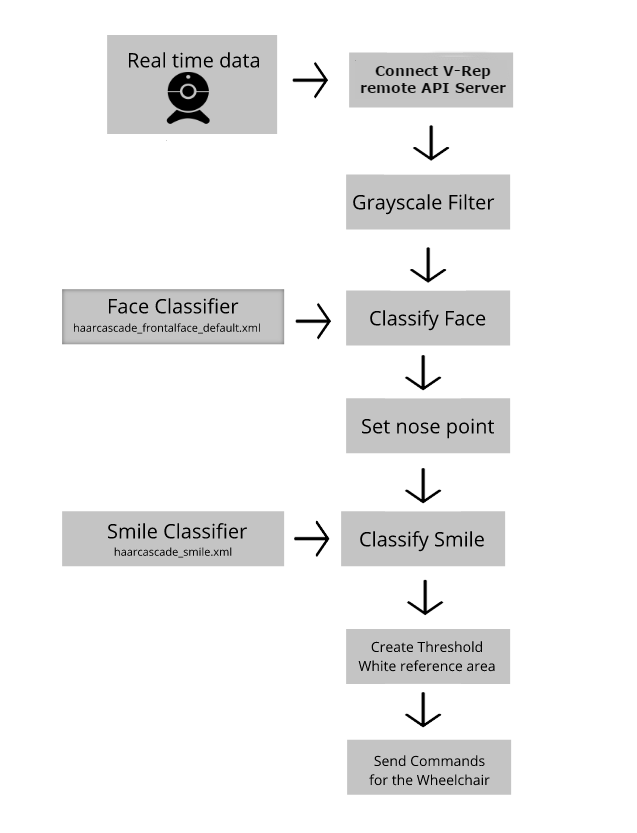 Real time data
Connect V-Rep
remote API Server
Grayscale Filter
Face Classifier
haarcascade_frontalface_default.xml
Classify Face
Set nose point
Smile Classifier
haarcascade_smile.xml
Classify Smile
Create Threshold
White reference area
Send Commands
for the Wheelchair